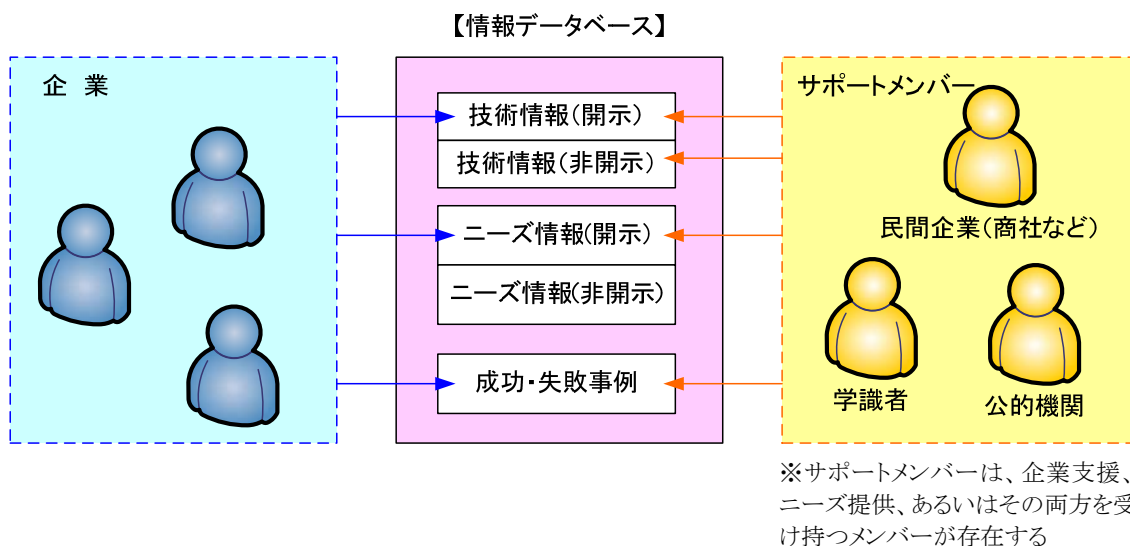 【情報データベース】
企 業
技術情報(開示)
技術情報(非開示)
ニーズ情報(開示)
ニーズ情報(非開示)
成功・失敗事例
サポートメンバー
民間企業(商社など)
学識者
公的機関
※サポートメンバーは、企業支援、
ニーズ提供、あるいはその両方を受
け持つメンバーが存在する